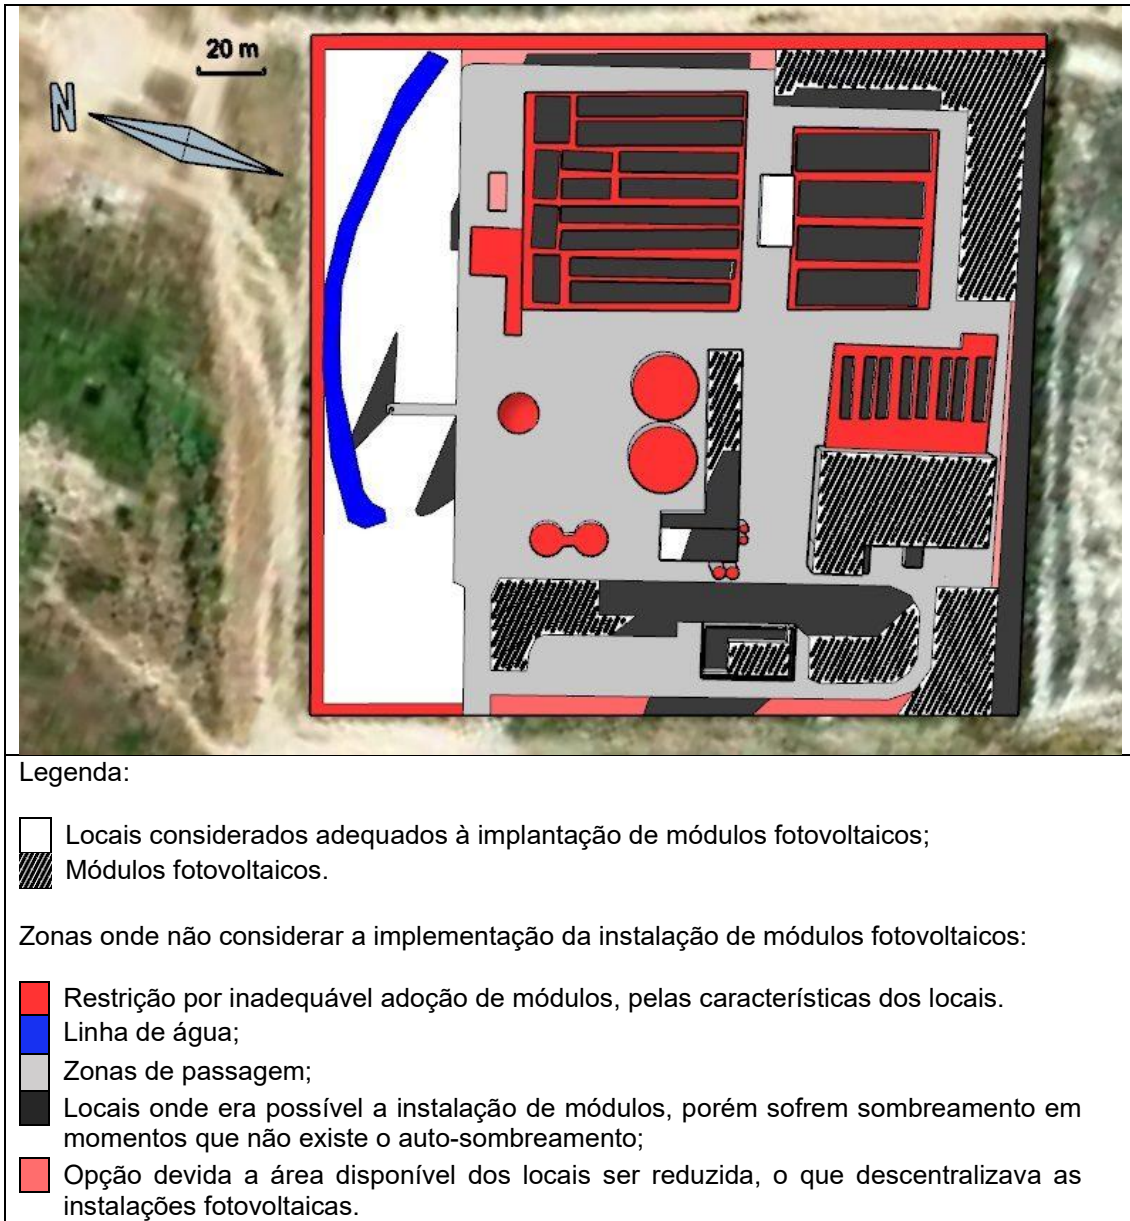 20 m
N
Legenda:
Locais considerados adequados à implantação de módulos fotovoltaicos;
Módulos fotovoltaicos.
Zonas onde não considerar a implementação da instalação de módulos fotovoltaicos:
Restrição por inadequável adoção de módulos, pelas características dos locais.
Linha de água;
Zonas de passagem;
Locais onde era possível a instalação de módulos, porém sofrem sombreamento em
momentos que não existe o auto-sombreamento;
Opção devida a área disponível dos locais ser reduzida, o que descentralizava as
instalações fotovoltaicas.